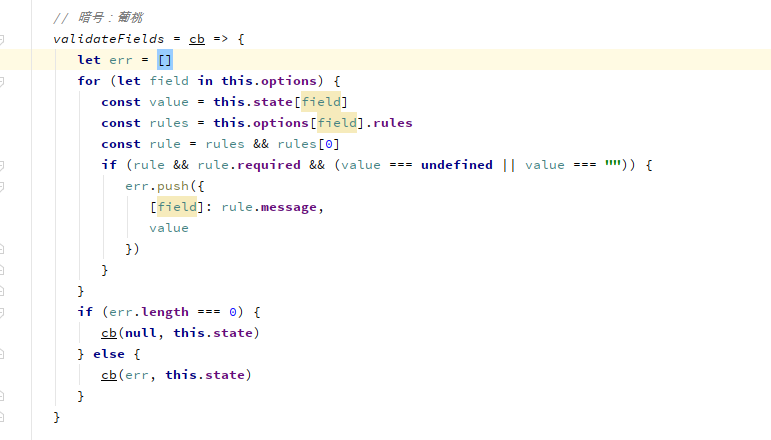 // 暗号：葡桃
validateFields = cb => {
let err = []
for (let field in this.options) {
const value = this.state[field]
const rules = this.options[field].rules
const rule = rules && rules[0]
if (rule && rule.required && (value === undefined || value === "")) {
err.push({
[field]: rule.message,
value
})
}
}
if (err.length === 0) {
cb(null, this.state)
} else {
cb(err, this.state)
}
}